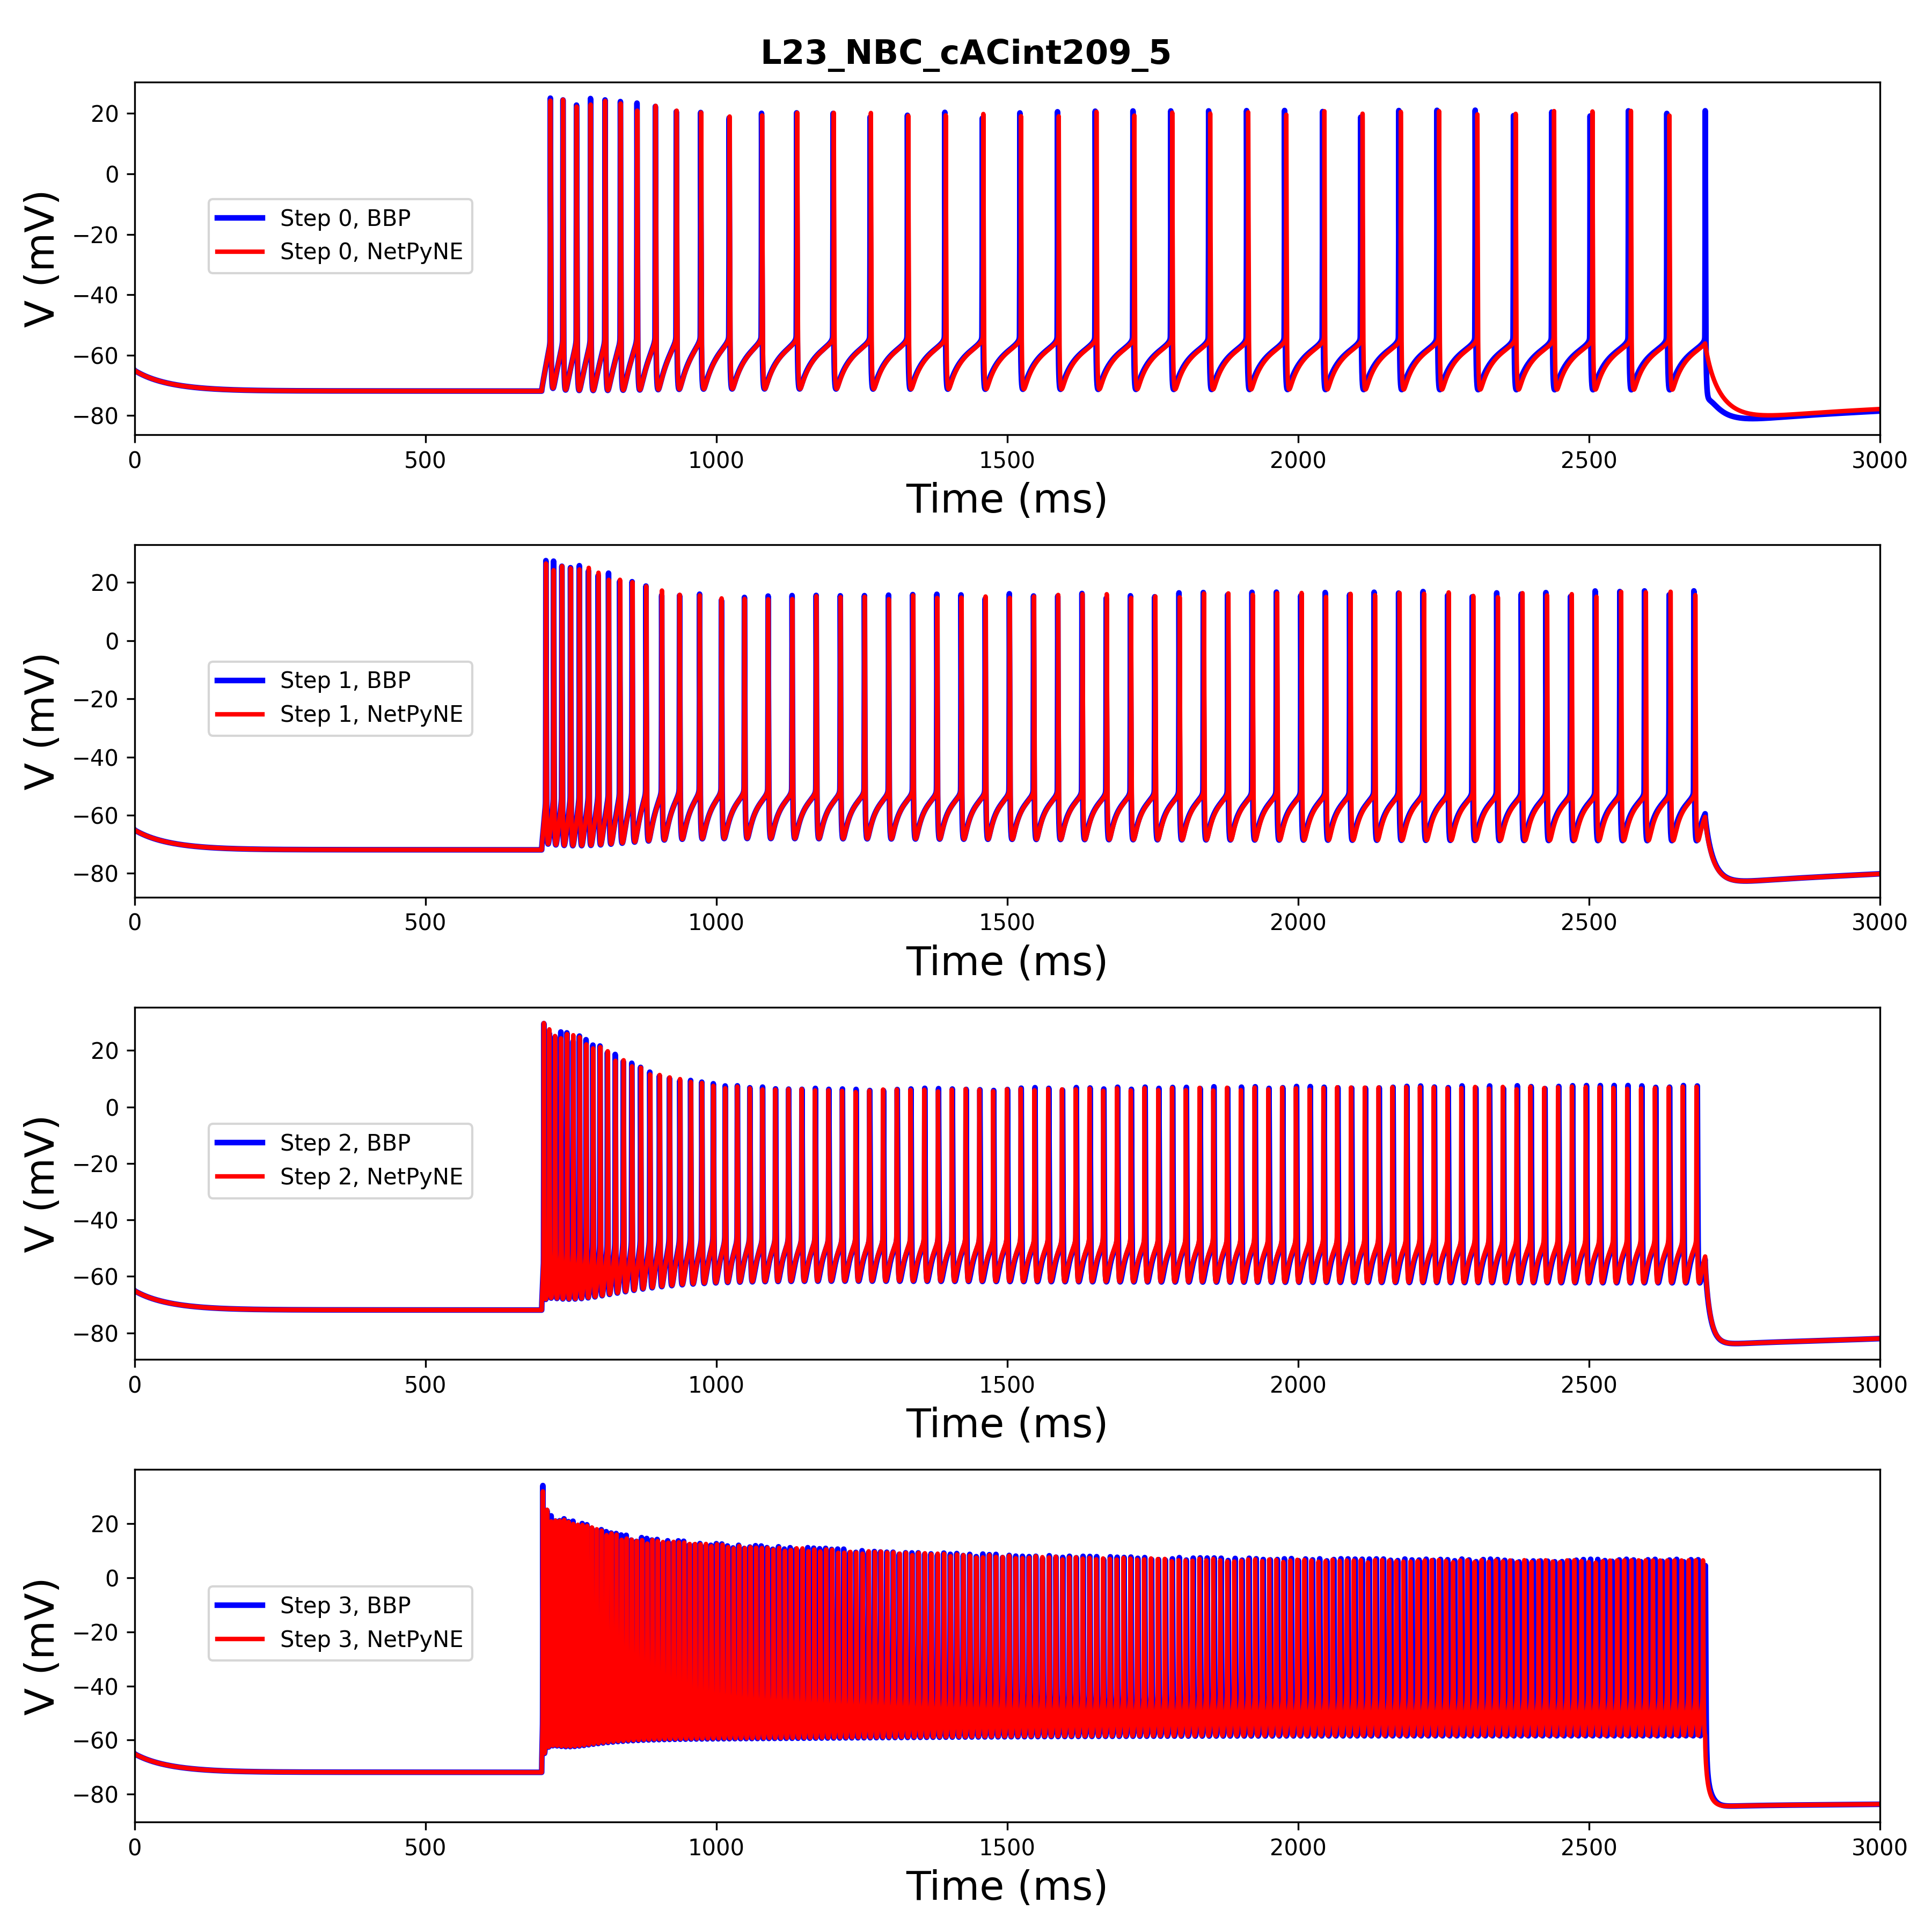 L23_NBC_cACint209_5
20
0
−20
−40
−60
−80
V (mV)
Step 0, BBP
Step 0, NetPyNE
0 500 1000 1500 2000 2500 3000
Time (ms)
20
0
−20
−40
−60
−80
V (mV)
Step 1, BBP
Step 1, NetPyNE
0 500 1000 1500 2000 2500 3000
Time (ms)
20
0
−20
−40
−60
−80
V (mV)
Step 2, BBP
Step 2, NetPyNE
0 500 1000 1500 2000 2500 3000
Time (ms)
20
0
−20
−40
−60
−80
V (mV)
Step 3, BBP
Step 3, NetPyNE
0 500 1000 1500 2000 2500 3000
Time (ms)